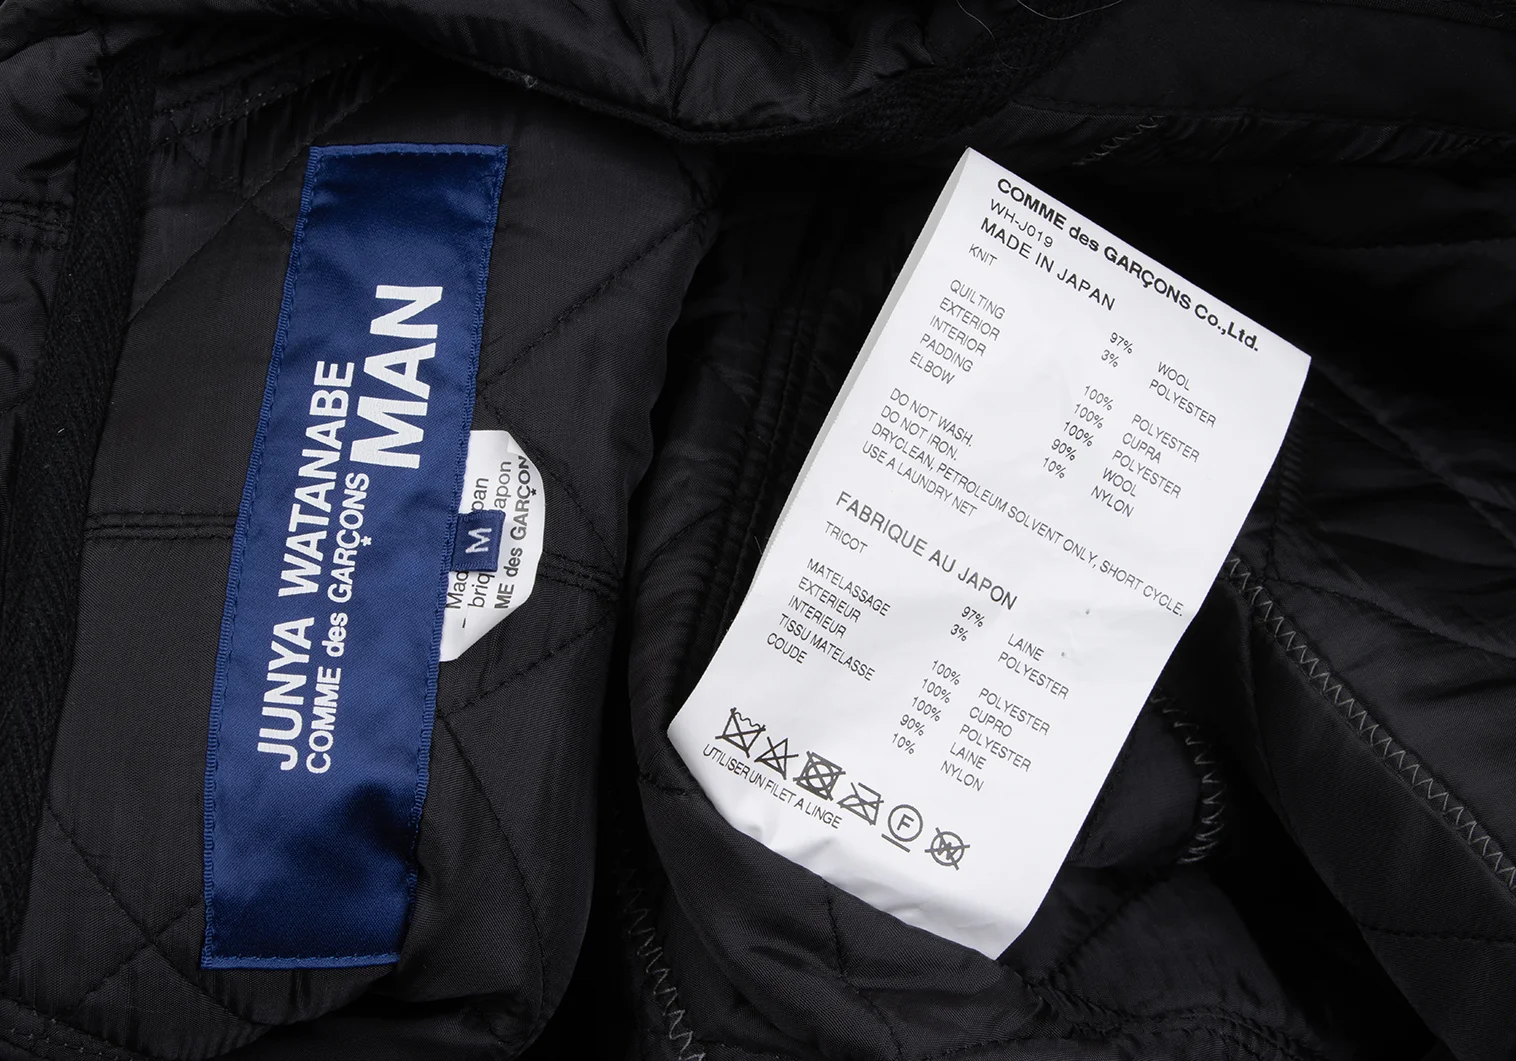 JUNYA WATANABE
COMME des GARÇONS
MAN
M
apon
ME des GARÇON
COMME des GARÇONS Co.,Ltd.
WH-J019
MADE IN JAPAN
KNIT
97% WOOL
3% POLYESTER
QUILTING
EXTERIOR 100% POLYESTER
INTERIOR 100% CUPRA
PADDING 100% POLYESTER
ELBOW 90% WOOL
10% NYLON
DO NOT WASH.
DO NOT IRON.
DRYCLEAN, PETROLEUM SOLVENT ONLY, SHORT CYCLE.
USE A LAUNDRY NET
FABRIQUE AU JAPON
TRICOT
97% LAINE
3% POLYESTER
MATELASSAGE
EXTERIEUR 100% POLYESTER
INTERIEUR 100% CUPRO
TISSU MATELASSE 100% POLYESTER
COUDE 90% LAINE
10% NYLON
F
UTILISER UN FILET A LINGE